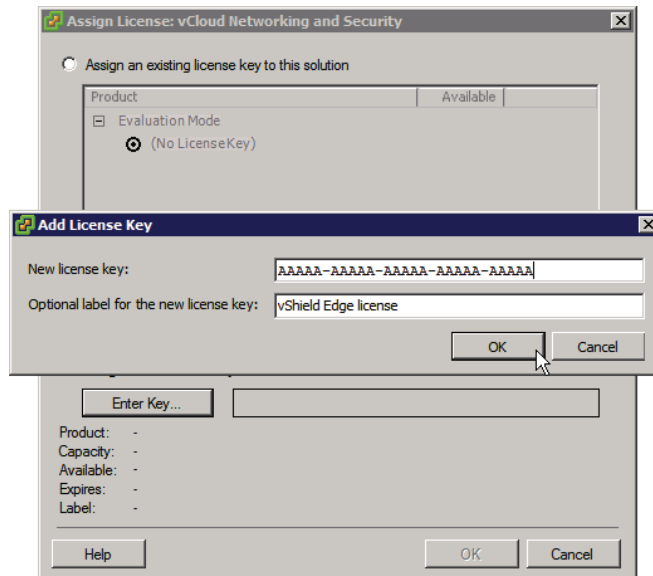 Assign License: vCloud Networking and Security
Assign an existing license key to this solution
Product Available
Evaluation Mode
(No License Key)
Add License Key
New license key: AAAAA-AAAAA-AAAAA-AAAAA-AAAAA
Optional label for the new license key: vShield Edge license
OK Cancel
Enter Key...
Product: -
Capacity: -
Available: -
Expires: -
Label: -
Help OK Cancel